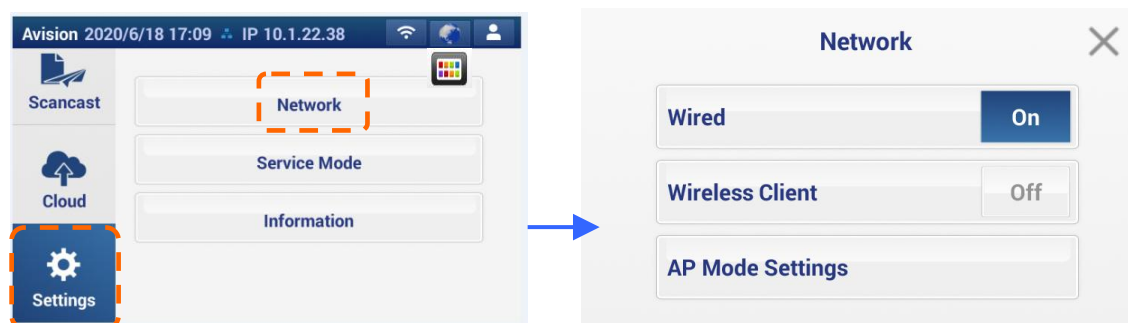 Avision 2020/6/18 17:09 IP 10.1.22.38
Scancast
Network
Service Mode
Cloud
Information
Settings
Network
Wired
On
Wireless Client
Off
AP Mode Settings